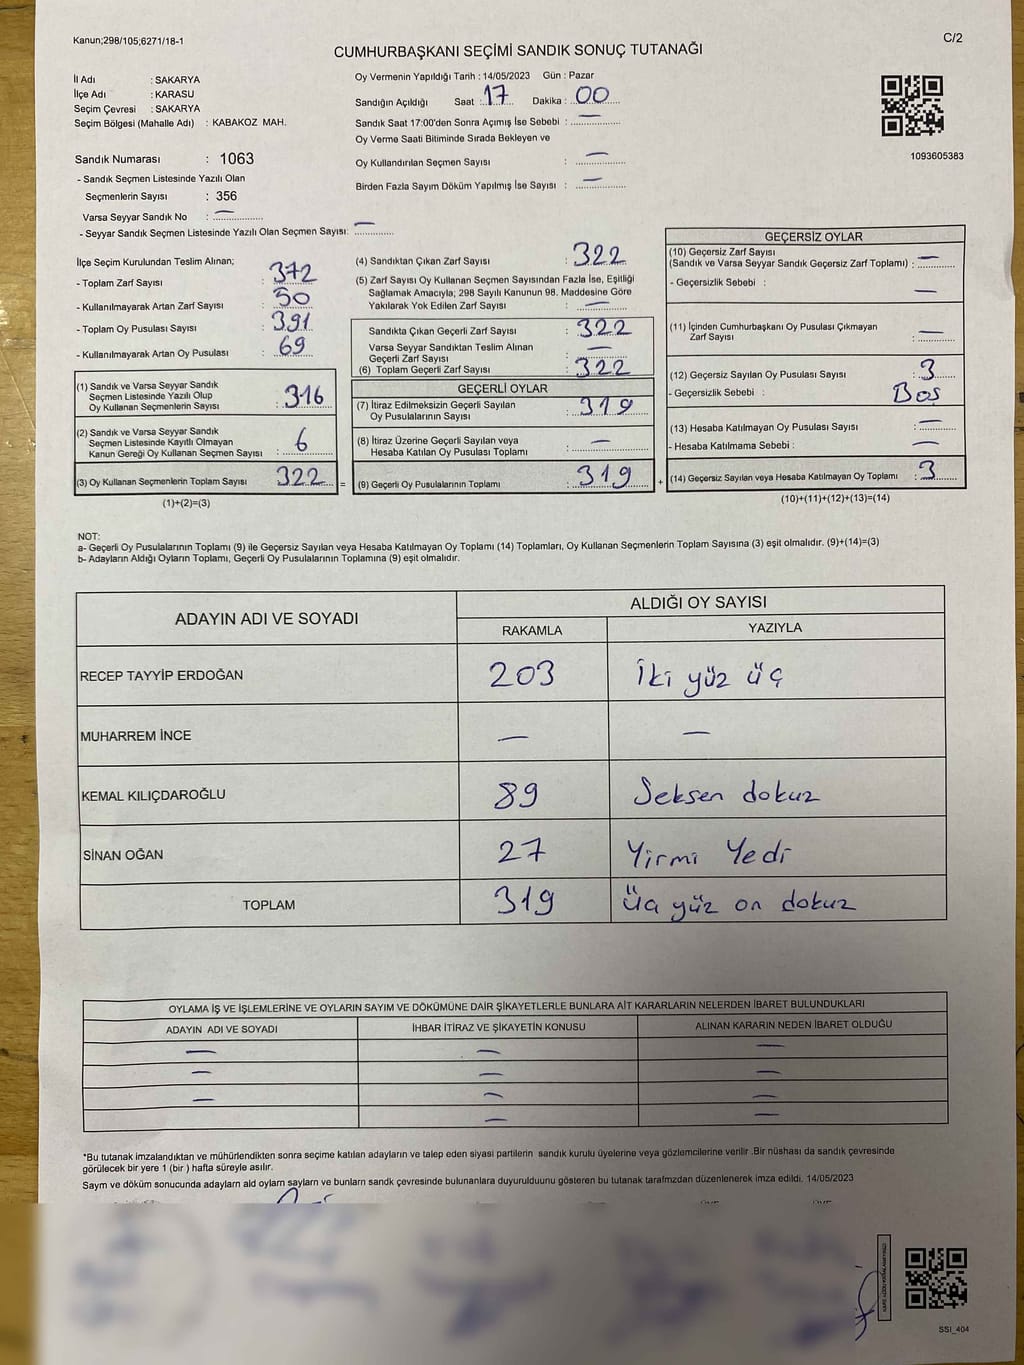 Kanun;298/105;6271/18-1
C/2
CUMHURBAŞKANI SEÇİMİ SANDIK SONUÇ TUTANAĞI
İl Adı : SAKARYA
İlçe Adı : KARASU
Seçim Çevresi : SAKARYA
Seçim Bölgesi (Mahalle Adı) : KABAKOZ MAH.
Oy Vermenin Yapıldığı Tarih : 14/05/2023 Gün : Pazar
Sandığın Açıldığı Saat : 17 Dakika : 00
Sandık Saat 17:00'den Sonra Açımış İse Sebebi : —
Oy Verme Saati Bitiminde Sırada Bekleyen ve
Oy Kullandırılan Seçmen Sayısı : —
Birden Fazla Sayım Döküm Yapılmış İse Sayısı : —
1093605383
Sandık Numarası : 1063
- Sandık Seçmen Listesinde Yazılı Olan
Seçmenlerin Sayısı : 356
Varsa Seyyar Sandık No : —
- Seyyar Sandık Seçmen Listesinde Yazılı Olan Seçmen Sayısı: —
İlçe Seçim Kurulundan Teslim Alınan;
- Toplam Zarf Sayısı : 372
- Kullanılmayarak Artan Zarf Sayısı : 50
- Toplam Oy Pusulası Sayısı : 391
- Kullanılmayarak Artan Oy Pusulası : 69
(1) Sandık ve Varsa Seyyar Sandık
Seçmen Listesinde Yazılı Olup
Oy Kullanan Seçmenlerin Sayısı : 316
(2) Sandık ve Varsa Seyyar Sandık
Seçmen Listesinde Kayıtlı Olmayan
Kanun Gereği Oy Kullanan Seçmen Sayısı : 6
(3) Oy Kullanan Seçmenlerin Toplam Sayısı : 322 =
(1)+(2)=(3)
(4) Sandıktan Çıkan Zarf Sayısı : 322
(5) Zarf Sayısı Oy Kullanan Seçmen Sayısından Fazla İse, Eşitliği
Sağlamak Amacıyla; 298 Sayılı Kanunun 98. Maddesine Göre
Yakılarak Yok Edilen Zarf Sayısı : —
Sandıkta Çıkan Geçerli Zarf Sayısı : 322
Varsa Seyyar Sandıktan Teslim Alınan
Geçerli Zarf Sayısı : —
(6) Toplam Geçerli Zarf Sayısı : 322
GEÇERLİ OYLAR
(7) İtiraz Edilmeksizin Geçerli Sayılan
Oy Pusulalarının Sayısı : 319
(8) İtiraz Üzerine Geçerli Sayılan veya
Hesaba Katılan Oy Pusulası Toplamı : —
(9) Geçerli Oy Pusulalarının Toplamı : 319 +
GEÇERSİZ OYLAR
(10) Geçersiz Zarf Sayısı
(Sandık ve Varsa Seyyar Sandık Geçersiz Zarf Toplamı) : —
- Geçersizlik Sebebi : —
(11) İçinden Cumhurbaşkanı Oy Pusulası Çıkmayan
Zarf Sayısı : —
(12) Geçersiz Sayılan Oy Pusulası Sayısı : 3
- Geçersizlik Sebebi : Boş
(13) Hesaba Katılmayan Oy Pusulası Sayısı : —
- Hesaba Katılmama Sebebi : —
(14) Geçersiz Sayılan veya Hesaba Katılmayan Oy Toplamı : 3
(10)+(11)+(12)+(13)=(14)
NOT:
a- Geçerli Oy Pusulalarının Toplamı (9) ile Geçersiz Sayılan veya Hesaba Katılmayan Oy Toplamı (14) Toplamları, Oy Kullanan Seçmenlerin Toplam Sayısına (3) eşit olmalıdır. (9)+(14)=(3)
b- Adayların Aldığı Oyların Toplamı, Geçerli Oy Pusulalarının Toplamına (9) eşit olmalıdır.
ADAYIN ADI VE SOYADI ALDIĞI OY SAYISI
RAKAMLA YAZIYLA
RECEP TAYYİP ERDOĞAN 203 İki yüz üç
MUHARREM İNCE — —
KEMAL KILIÇDAROĞLU 89 Seksen dokuz
SİNAN OĞAN 27 Yirmi Yedi
TOPLAM 319 Üç yüz on dokuz
OYLAMA İŞ VE İŞLEMLERİNE VE OYLARIN SAYIM VE DÖKÜMÜNE DAİR ŞİKAYETLERLE BUNLARA AİT KARARLARIN NELERDEN İBARET BULUNDUKLARI
ADAYIN ADI VE SOYADI İHBAR İTİRAZ VE ŞİKAYETİN KONUSU ALINAN KARARIN NEDEN İBARET OLDUĞU
— — —
— — —
— — —
— —
*Bu tutanak imzalandıktan ve mühürlendikten sonra seçime katılan adayların ve talep eden siyasi partilerin sandık kurulu üyelerine veya gözlemcilerine verilir .Bir nüshası da sandık çevresinde
görülecek bir yere 1 (bir ) hafta süreyle asılır.
Saym ve döküm sonucunda adayların ald oylam saylarn ve bunlarn sandk çevresinde bulunanlara duyurulduunu gösteren bu tutanak tarafmzdan düzenlenerek imza edildi. 14/05/2023
SSI_404